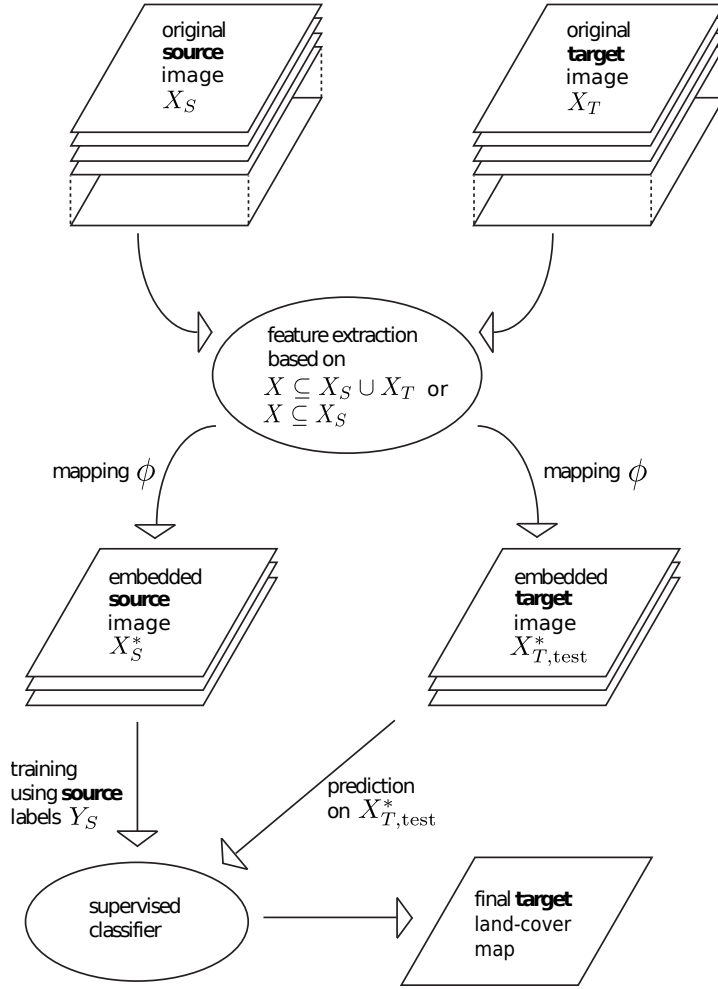 original
source
image
X_S
original
target
image
X_T
feature extraction
based on
X ⊆ X_S ∪ X_T or
X ⊆ X_S
mapping ϕ
mapping ϕ
embedded
source
image
X*_S
embedded
target
image
X*_{T,test}
training
using source
labels Y_S
prediction
on X*_{T,test}
supervised
classifier
final target
land-cover
map